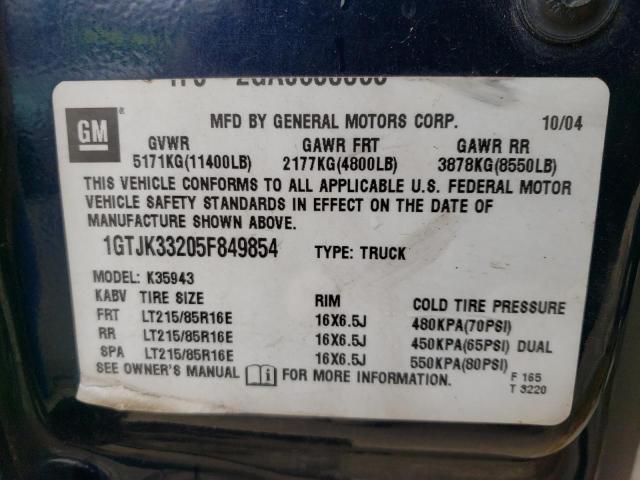 GM ®
MFD BY GENERAL MOTORS CORP. 10/04
GVWR GAWR FRT GAWR RR
5171KG(11400LB) 2177KG(4800LB) 3878KG(8550LB)
THIS VEHICLE CONFORMS TO ALL APPLICABLE U.S. FEDERAL MOTOR
VEHICLE SAFETY STANDARDS IN EFFECT ON THE DATE OF
MANUFACTURE SHOWN ABOVE.
1GTJK33205F849854 TYPE: TRUCK
MODEL: K35943
KABV TIRE SIZE RIM COLD TIRE PRESSURE
FRT LT215/85R16E 16X6.5J 480KPA(70PSI)
RR LT215/85R16E 16X6.5J 450KPA(65PSI) DUAL
SPA LT215/85R16E 16X6.5J 550KPA(80PSI)
SEE OWNER'S MANUAL i FOR MORE INFORMATION.
F 165
T 3220